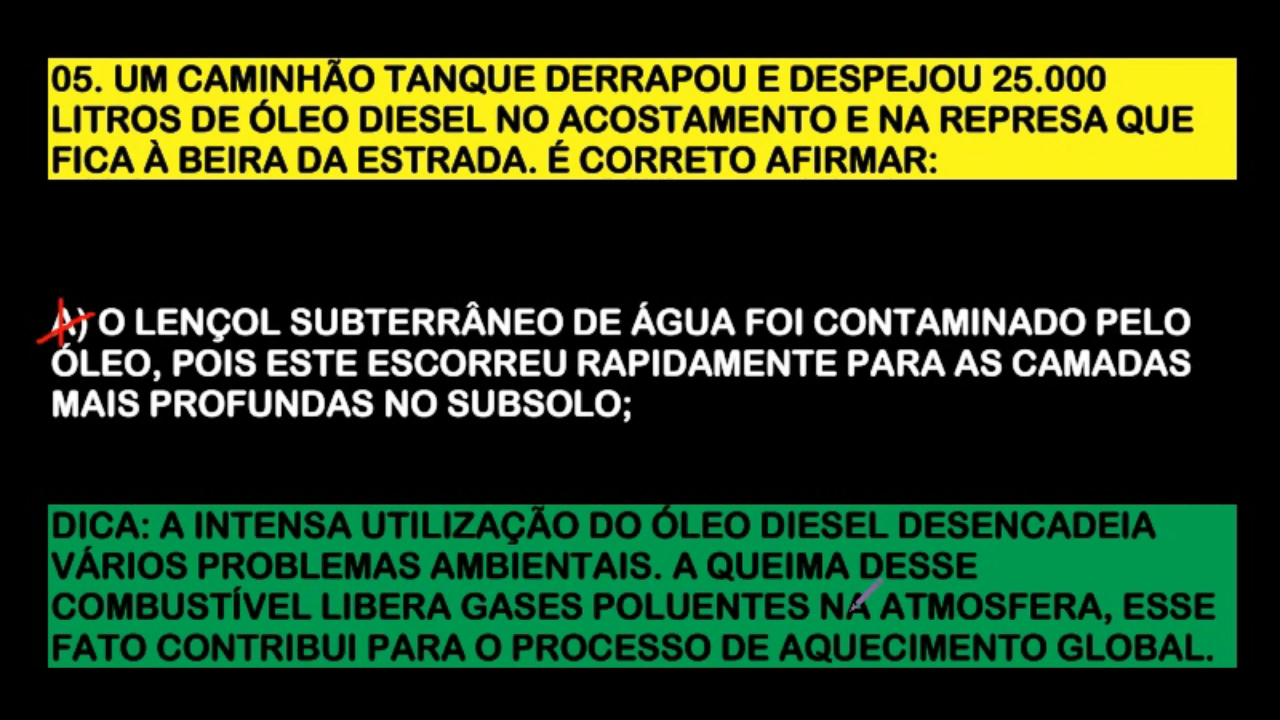 05. UM CAMINHÃO TANQUE DERRAPOU E DESPEJOU 25.000
LITROS DE ÓLEO DIESEL NO ACOSTAMENTO E NA REPRESA QUE
FICA À BEIRA DA ESTRADA. É CORRETO AFIRMAR:
A) O LENÇOL SUBTERRÂNEO DE ÁGUA FOI CONTAMINADO PELO
ÓLEO, POIS ESTE ESCORREU RAPIDAMENTE PARA AS CAMADAS
MAIS PROFUNDAS NO SUBSOLO;
DICA: A INTENSA UTILIZAÇÃO DO ÓLEO DIESEL DESENCADEIA
VÁRIOS PROBLEMAS AMBIENTAIS. A QUEIMA DESSE
COMBUSTÍVEL LIBERA GASES POLUENTES NA ATMOSFERA, ESSE
FATO CONTRIBUI PARA O PROCESSO DE AQUECIMENTO GLOBAL.